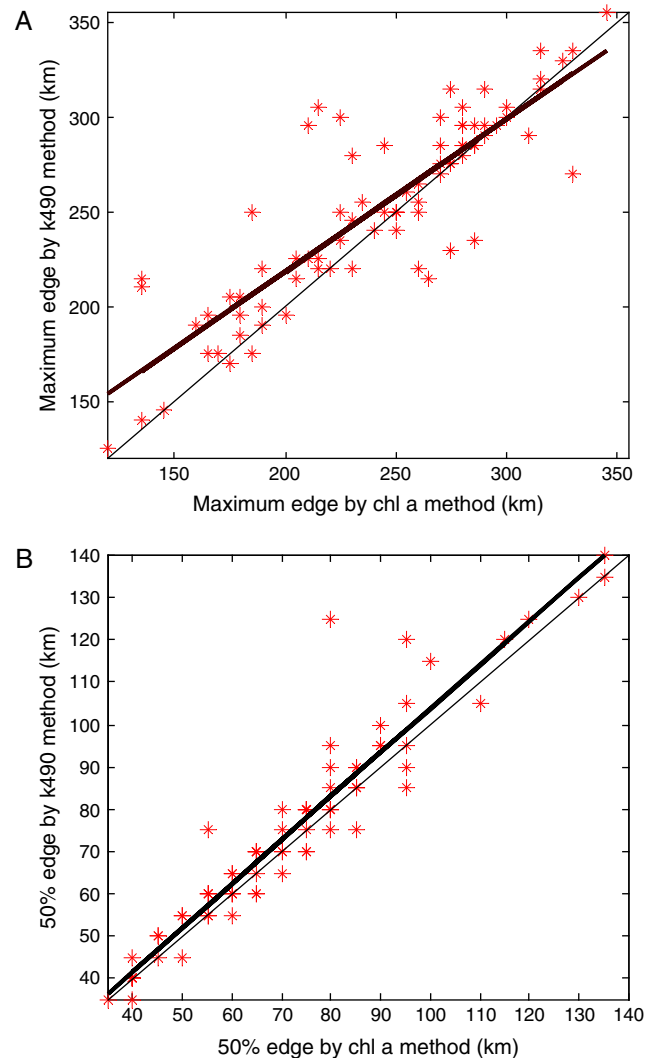 A
350
300
250
200
150
Maximum edge by k490 method (km)
150 200 250 300 350
Maximum edge by chl a method (km)
B
140
130
120
110
100
90
80
70
60
50
40
50% edge by k490 method (km)
40 50 60 70 80 90 100 110 120 130 140
50% edge by chl a method (km)